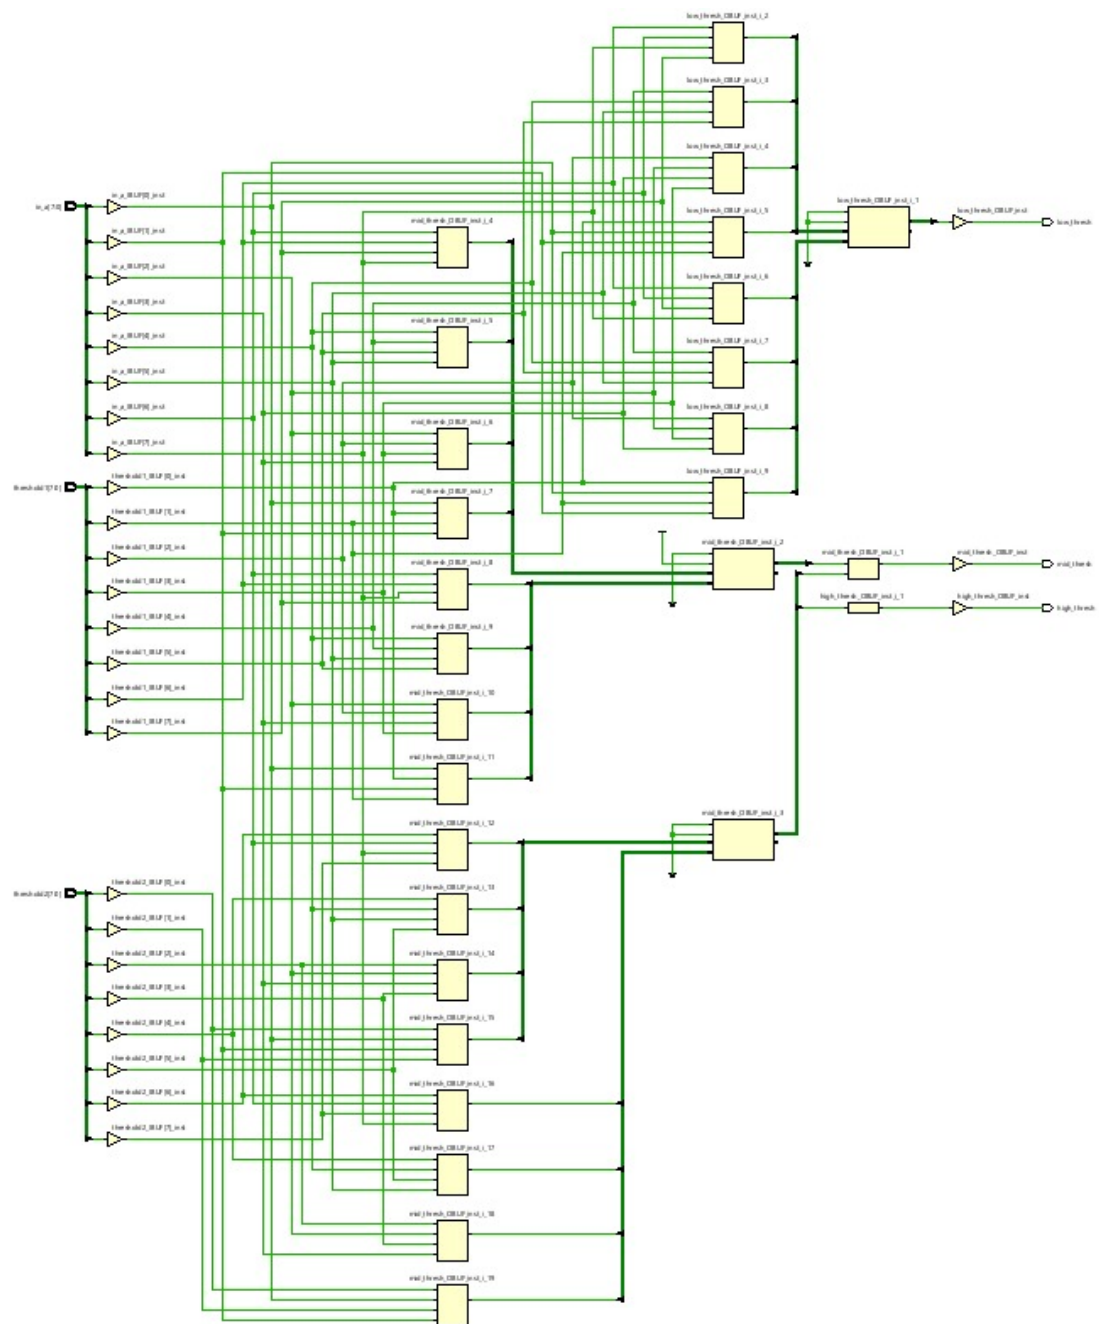 low_thresh_OBUF_inst_i_2
low_thresh_OBUF_inst_i_3
low_thresh_OBUF_inst_i_4
in_a_IBUF[0]_inst
in_a[7:0]
low_thresh_OBUF_inst_i_1
low_thresh_OBUF_inst_i_5
low_thresh_OBUF_inst
low_thresh
mid_thresh_OBUF_inst_i_4
in_a_IBUF[1]_inst
in_a_IBUF[2]_inst
low_thresh_OBUF_inst_i_6
in_a_IBUF[3]_inst
mid_thresh_OBUF_inst_i_5
in_a_IBUF[4]_inst
low_thresh_OBUF_inst_i_7
in_a_IBUF[5]_inst
in_a_IBUF[6]_inst
low_thresh_OBUF_inst_i_8
mid_thresh_OBUF_inst_i_6
in_a_IBUF[7]_inst
threshold1_IBUF[0]_inst
low_thresh_OBUF_inst_i_9
threshold1[7:0]
mid_thresh_OBUF_inst_i_7
threshold1_IBUF[1]_inst
mid_thresh_OBUF_inst_i_2
threshold1_IBUF[2]_inst
mid_thresh_OBUF_inst_i_1
mid_thresh_OBUF_inst
mid_thresh
mid_thresh_OBUF_inst_i_8
threshold1_IBUF[3]_inst
high_thresh_OBUF_inst_i_1
high_thresh_OBUF_inst
high_thresh
threshold1_IBUF[4]_inst
mid_thresh_OBUF_inst_i_9
threshold1_IBUF[5]_inst
threshold1_IBUF[6]_inst
mid_thresh_OBUF_inst_i_10
threshold1_IBUF[7]_inst
mid_thresh_OBUF_inst_i_11
mid_thresh_OBUF_inst_i_3
mid_thresh_OBUF_inst_i_12
threshold2_IBUF[0]_inst
threshold2[7:0]
mid_thresh_OBUF_inst_i_13
threshold2_IBUF[1]_inst
threshold2_IBUF[2]_inst
mid_thresh_OBUF_inst_i_14
threshold2_IBUF[3]_inst
mid_thresh_OBUF_inst_i_15
threshold2_IBUF[4]_inst
threshold2_IBUF[5]_inst
mid_thresh_OBUF_inst_i_16
threshold2_IBUF[6]_inst
threshold2_IBUF[7]_inst
mid_thresh_OBUF_inst_i_17
mid_thresh_OBUF_inst_i_18
mid_thresh_OBUF_inst_i_19